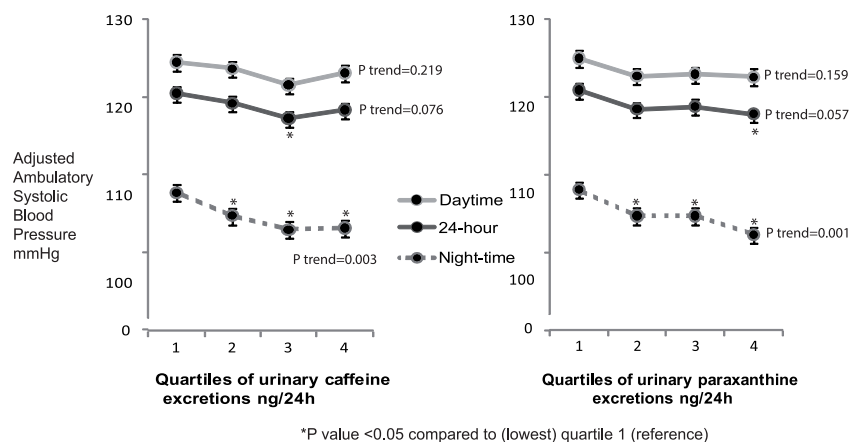 Adjusted
Ambulatory
Systolic
Blood
Pressure
mmHg
130
120
110
100
0
P trend=0.219
P trend=0.076
*
* * *
P trend=0.003
1 2 3 4
Quartiles of urinary caffeine
excretions ng/24h
Daytime
24-hour
Night-time
130
120
110
100
0
P trend=0.159
P trend=0.057
*
* * *
P trend=0.001
1 2 3 4
Quartiles of urinary paraxanthine
excretions ng/24h
*P value <0.05 compared to (lowest) quartile 1 (reference)